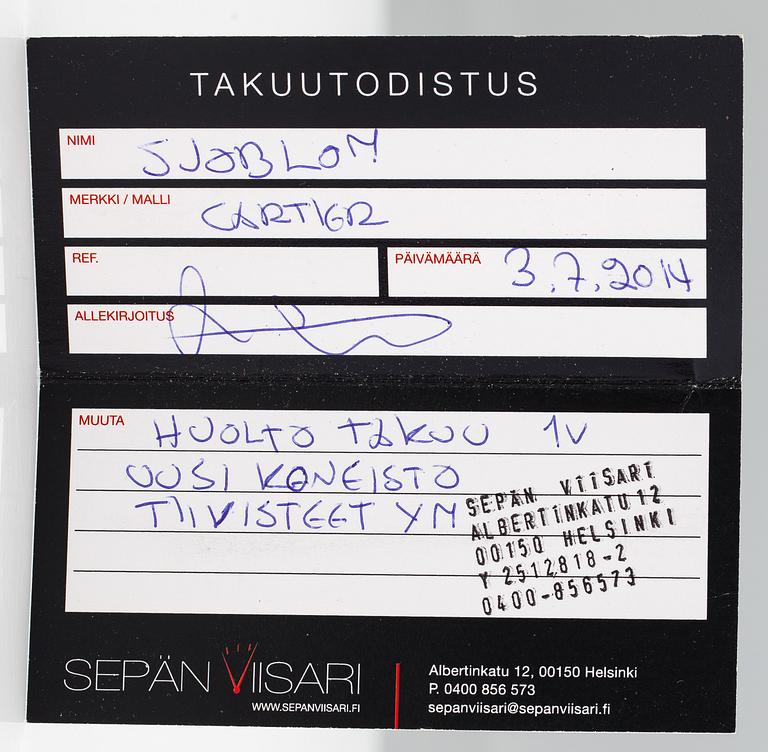 TAKUUTODISTUS
NIMI SJÖBLOM
MERKKI / MALLI CARTIER
REF.
PÄIVÄMÄÄRÄ 3.7.2014
ALLEKIRJOITUS
MUUTA HUOLTO TAKUU 1V
UUSI KONEISTO
TIIVISTEET YM
SEPÄN VIISARI
ALBERTINKATU 12
00150 HELSINKI
Y 2512818-2
0400-856573
SEPÄN VIISARI
WWW.SEPANVIISARI.FI
Albertinkatu 12, 00150 Helsinki
P. 0400 856 573
sepanviisari@sepanviisari.fi